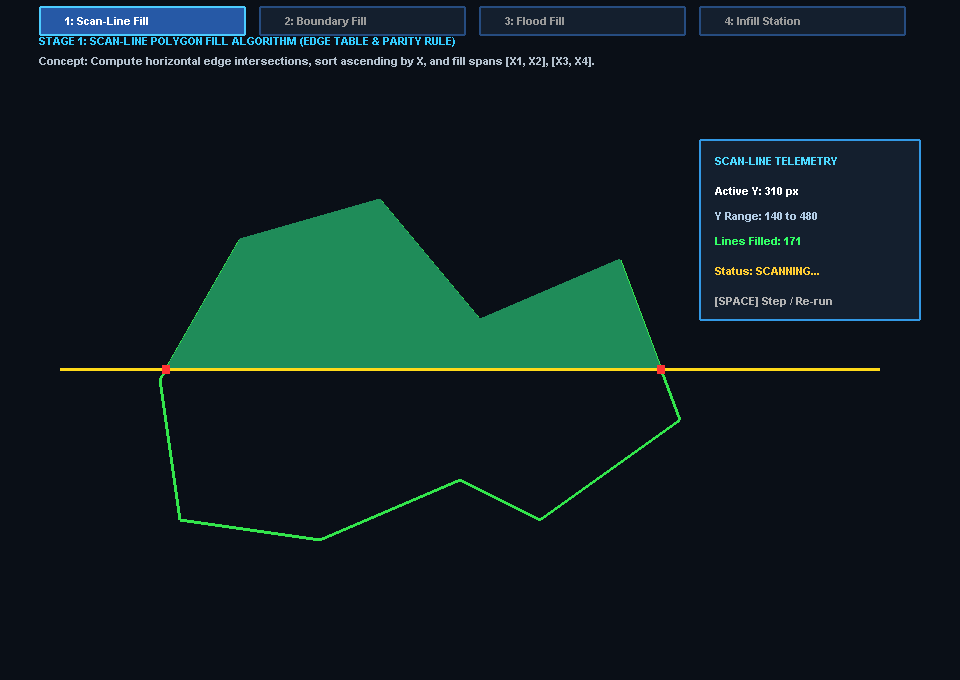 1: Scan-Line Fill
2: Boundary Fill
3: Flood Fill
4: Infill Station
STAGE 1: SCAN-LINE POLYGON FILL ALGORITHM (EDGE TABLE & PARITY RULE)
Concept: Compute horizontal edge intersections, sort ascending by X, and fill spans [X1, X2], [X3, X4].
SCAN-LINE TELEMETRY
Active Y: 310 px
Y Range: 140 to 480
Lines Filled: 171
Status: SCANNING...
[SPACE] Step / Re-run